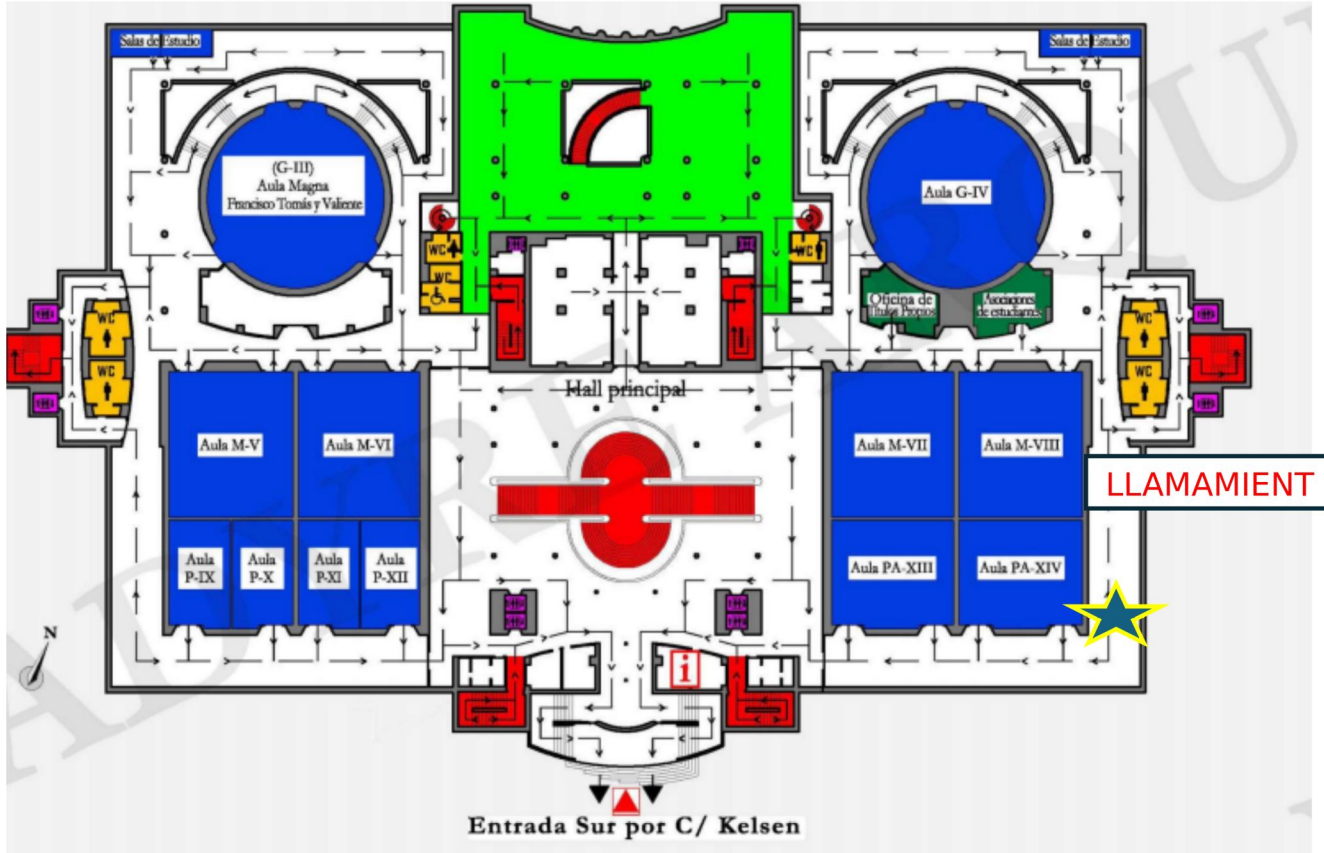 Salas de Estudio
Salas de Estudio
(G-III)
Aula Magna
Francisco Tomás y Valiente
Aula G-IV
WC
WC
WC
Oficina de
Títulos Propios
Asociaciones
de estudiantes
WC
WC
WC
WC
Hall principal
Aula M-V
Aula M-VI
Aula M-VII
Aula M-VIII
LLAMAMIENT
Aula
P-IX
Aula
P-X
Aula
P-XI
Aula
P-XII
Aula PA-XIII
Aula PA-XIV
N
i
Entrada Sur por C/ Kelsen